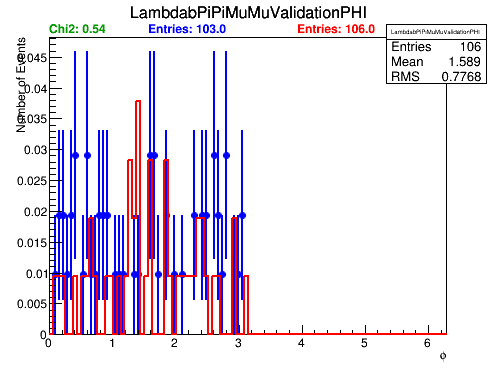 LambdabPiPiMuMuValidationPHI
Chi2: 0.54 Entries: 103.0 Entries: 106.0
LambdabPiPiMuMuValidationPHI
Entries 106
Mean 1.589
RMS 0.7768
Number of Events
0.045
0.04
0.035
0.03
0.025
0.02
0.015
0.01
0.005
0
0 1 2 3 4 5 6
ϕ